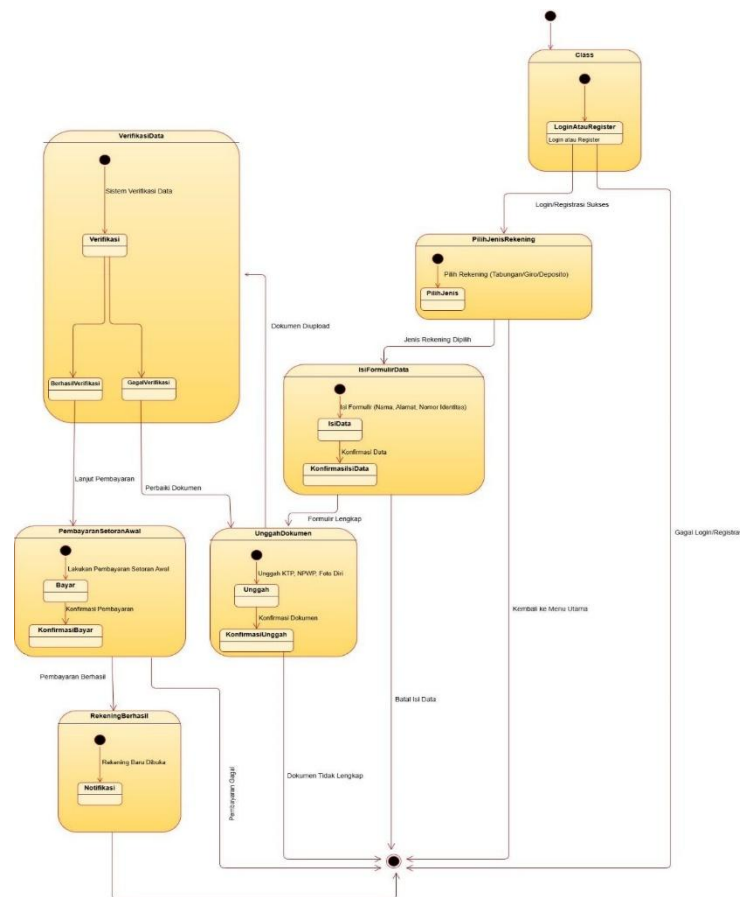 Class
LoginAtauRegister
Login atau Register
Login/Registrasi Sukses
VerifikasiData
Sistem Verifikasi Data
Verifikasi
BerhasilVerifikasi
GagalVerifikasi
PilihJenisRekening
Pilih Rekening (Tabungan/Giro/Deposito)
PilihJenis
Dokumen Diupload
Jenis Rekening Dipilih
IsiFormulirData
Isi Formulir (Nama, Alamat, Nomor Identitas)
IsiData
Konfirmasi Data
KonfirmasiIsiData
Lanjut Pembayaran
Perbaiki Dokumen
Formulir Lengkap
Gagal Login/Registrasi
PembayaranSetoranAwal
Lakukan Pembayaran Setoran Awal
Bayar
Konfirmasi Pembayaran
KonfirmasiBayar
UnggahDokumen
Unggah KTP, NPWP, Foto Diri
Unggah
Konfirmasi Dokumen
KonfirmasiUnggah
Kembali ke Menu Utama
Pembayaran Berhasil
Batal Isi Data
RekeningBerhasil
Rekening Baru Dibuka
Notifikasi
Pembayaran Gagal
Dokumen Tidak Lengkap